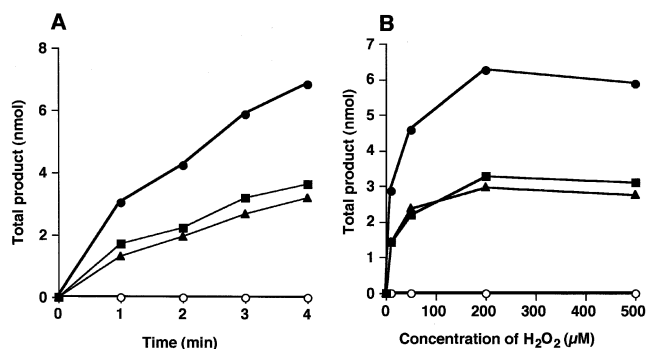 A
8
6
4
2
0
Total product (nmol)
0 1 2 3 4
Time (min)
B
7
6
5
4
3
2
1
0
Total product (nmol)
0 100 200 300 400 500
Concentration of H₂O₂ (µM)